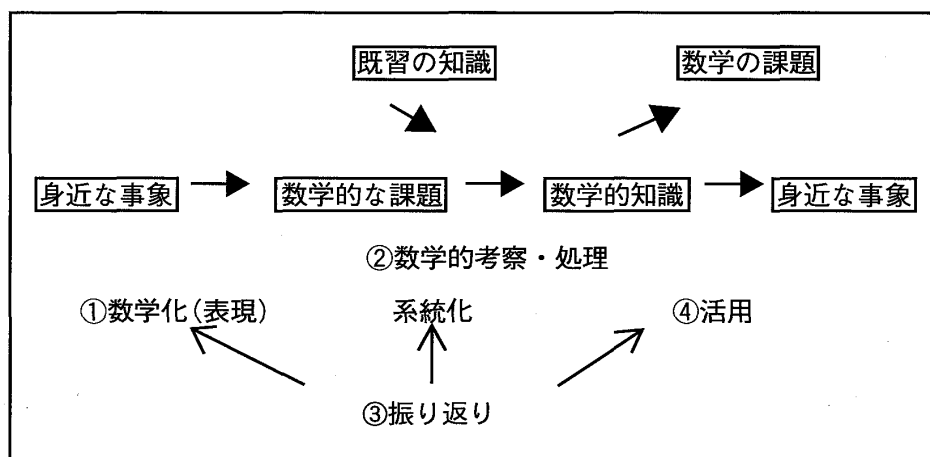 既習の知識 数学の課題
身近な事象 数学的な課題 数学的知識 身近な事象
②数学的考察・処理
①数学化(表現) 系統化 ④活用
③振り返り